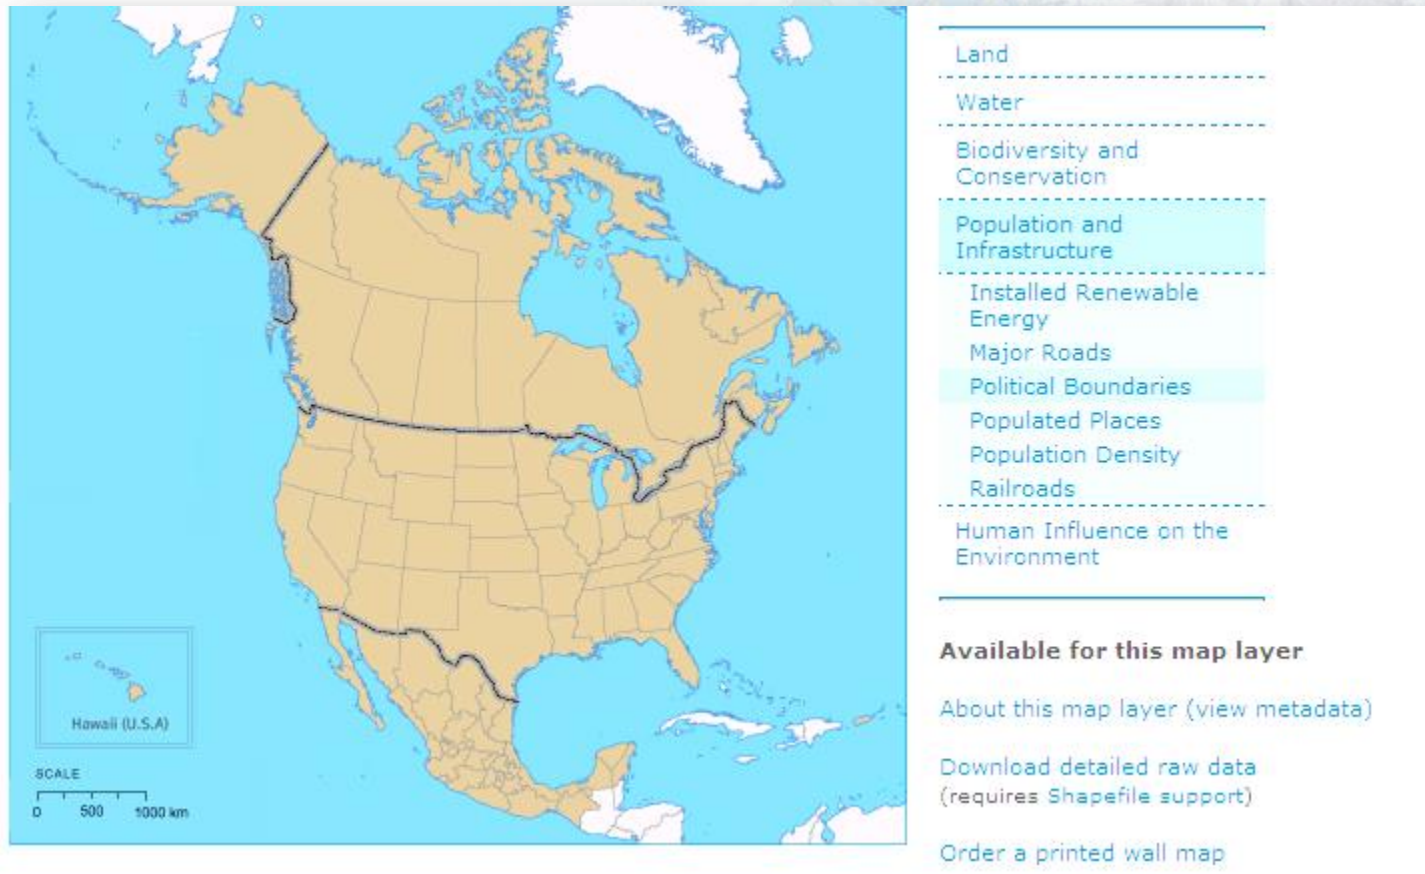 Hawaii (U.S.A)
SCALE
0 500 1000 km
Land
Water
Biodiversity and
Conservation
Population and
Infrastructure
Installed Renewable
Energy
Major Roads
Political Boundaries
Populated Places
Population Density
Railroads
Human Influence on the
Environment
Available for this map layer
About this map layer (view metadata)
Download detailed raw data
(requires Shapefile support)
Order a printed wall map